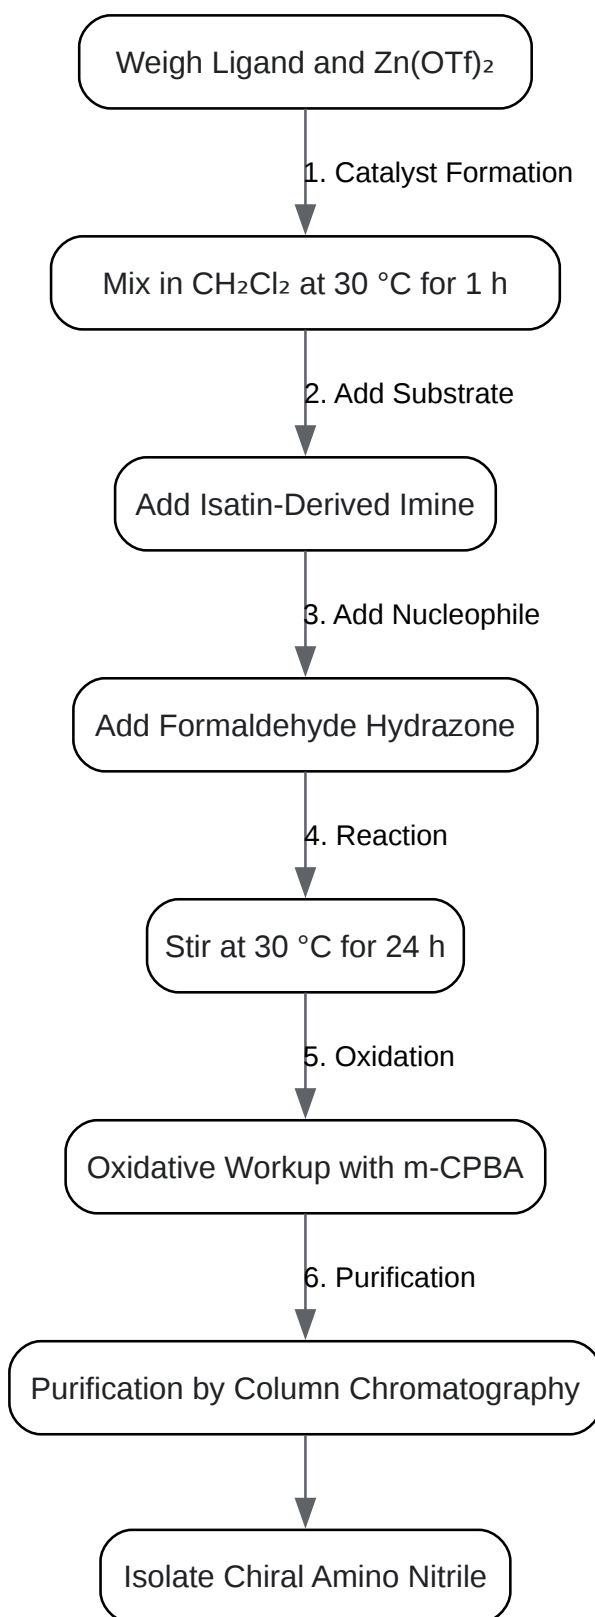 Weigh Ligand and Zn(OTf)₂
1. Catalyst Formation
Mix in CH₂Cl₂ at 30 °C for 1 h
2. Add Substrate
Add Isatin-Derived Imine
3. Add Nucleophile
Add Formaldehyde Hydrazone
4. Reaction
Stir at 30 °C for 24 h
5. Oxidation
Oxidative Workup with m-CPBA
6. Purification
Purification by Column Chromatography
Isolate Chiral Amino Nitrile